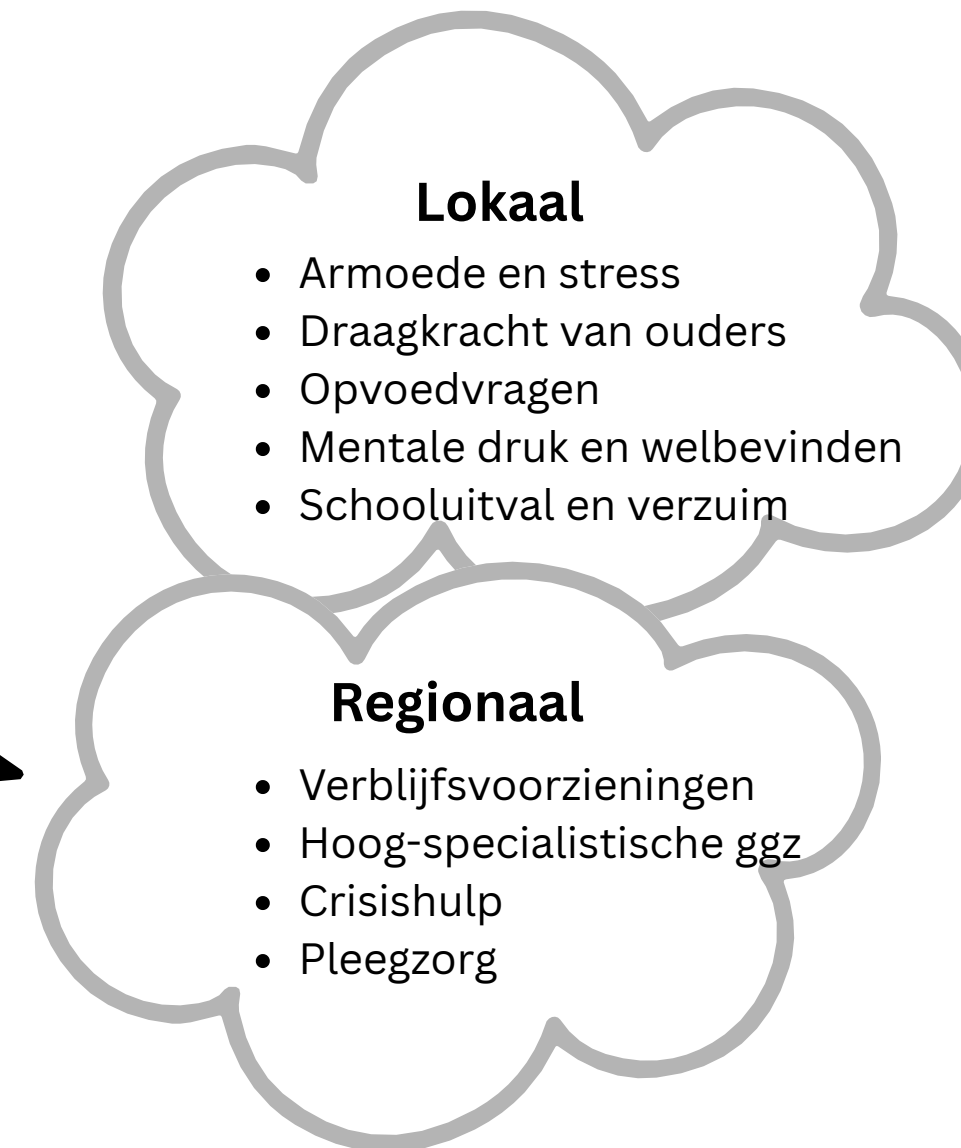 Lokaal
• Armoede en stress
• Draagkracht van ouders
• Opvoedvragen
• Mentale druk en welbevinden
• Schooluitval en verzuim
Regionaal
• Verblijfsvoorzieningen
• Hoog-specialistische ggz
• Crisishulp
• Pleegzorg